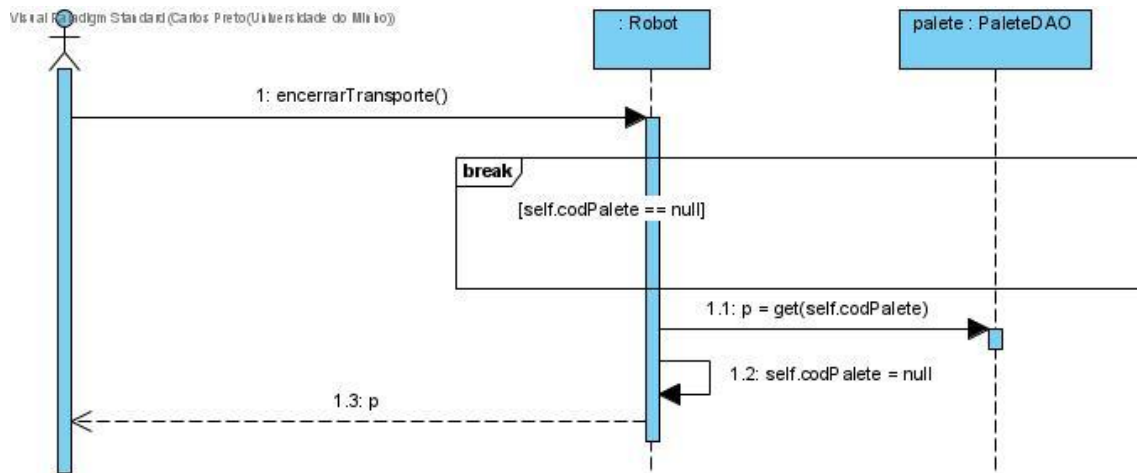 Visual Paradigm Standard (Carlos Preto(Universidade do Minho))
: Robot
palete : PaleteDAO
1: encerrarTransporte()
break
[self.codPalete == null]
1.1: p = get(self.codPalete)
1.2: self.codPalete = null
1.3: p